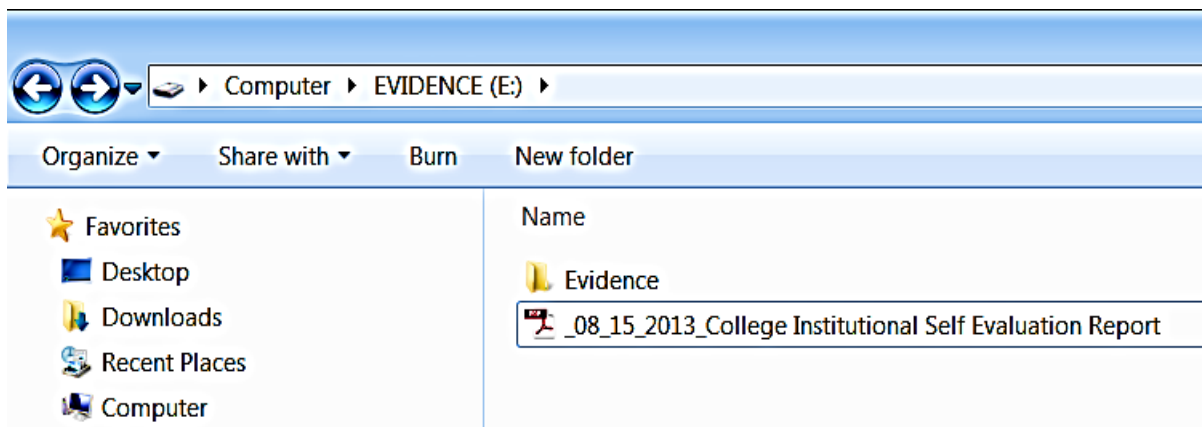 Computer EVIDENCE (E:)
Organize Share with Burn New folder
Favorites
Desktop
Downloads
Recent Places
Computer
Name
Evidence
_08_15_2013_College Institutional Self Evaluation Report